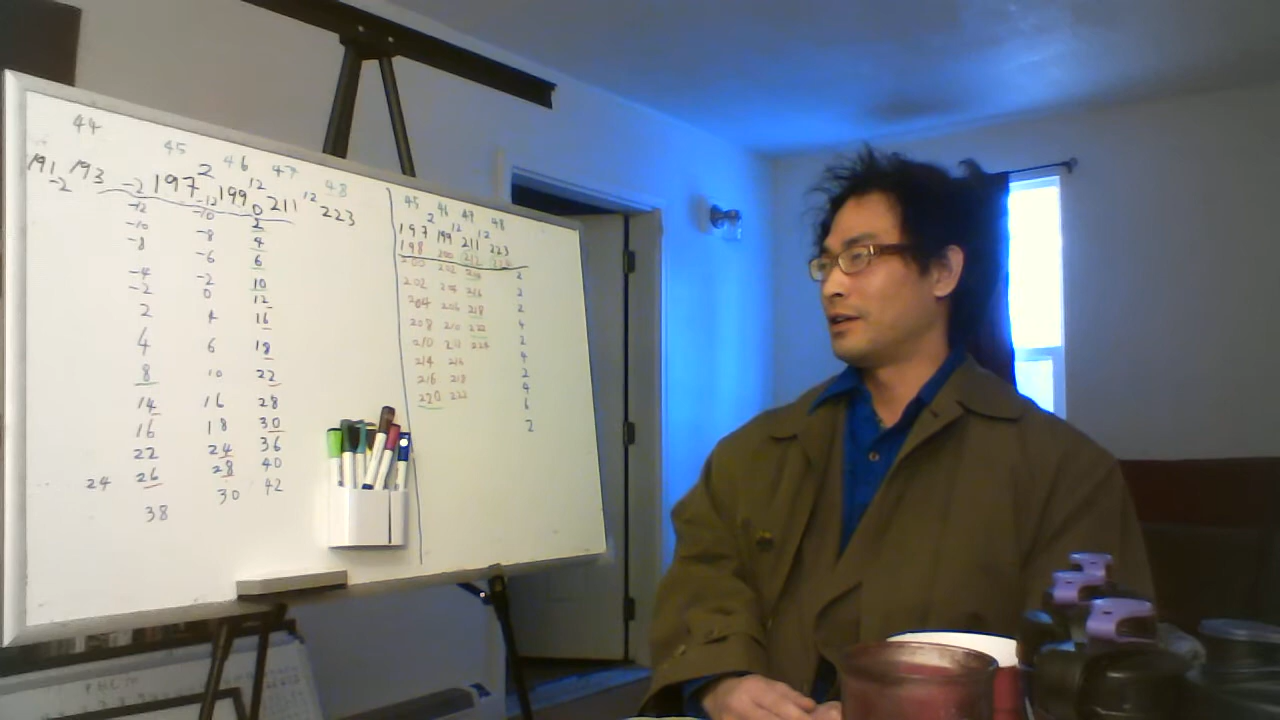 44 45 46 47 48
2 12 12
191 193 197 199 211 223
-2 -2 -12 0
-12 -10 2
-10 -8 4
-8 -6 6
-4 -2 10
-2 0 12
2 4 16
4 6 18
8 10 22
14 16 28
16 18 30
22 24 36
24 26 28 40
38 30 42
45 46 47 48
2 12 12
197 199 211 223
198 200 212
200 202 2
202 204 216 2
204 206 218 2
208 210 222 4
210 224 2
214 216 4
216 218 2
220 222 4
6
2